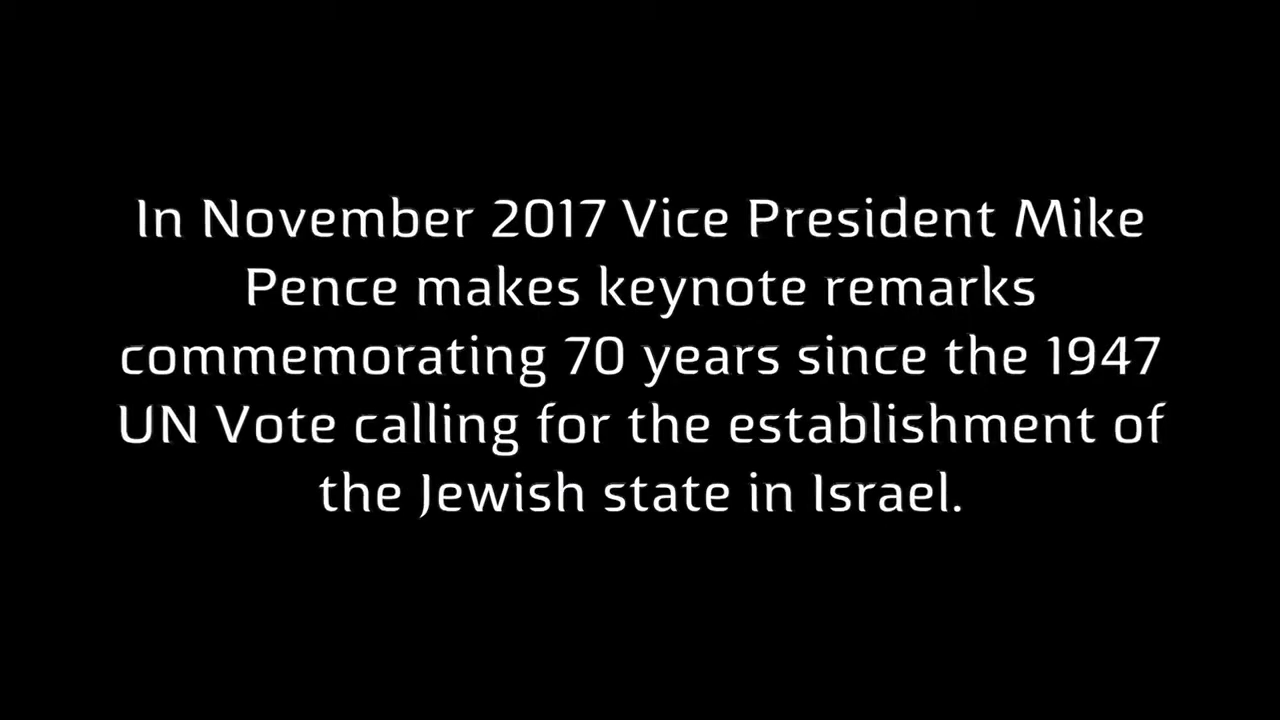 In November 2017 Vice President Mike
Pence makes keynote remarks
commemorating 70 years since the 1947
UN Vote calling for the establishment of
the Jewish state in Israel.